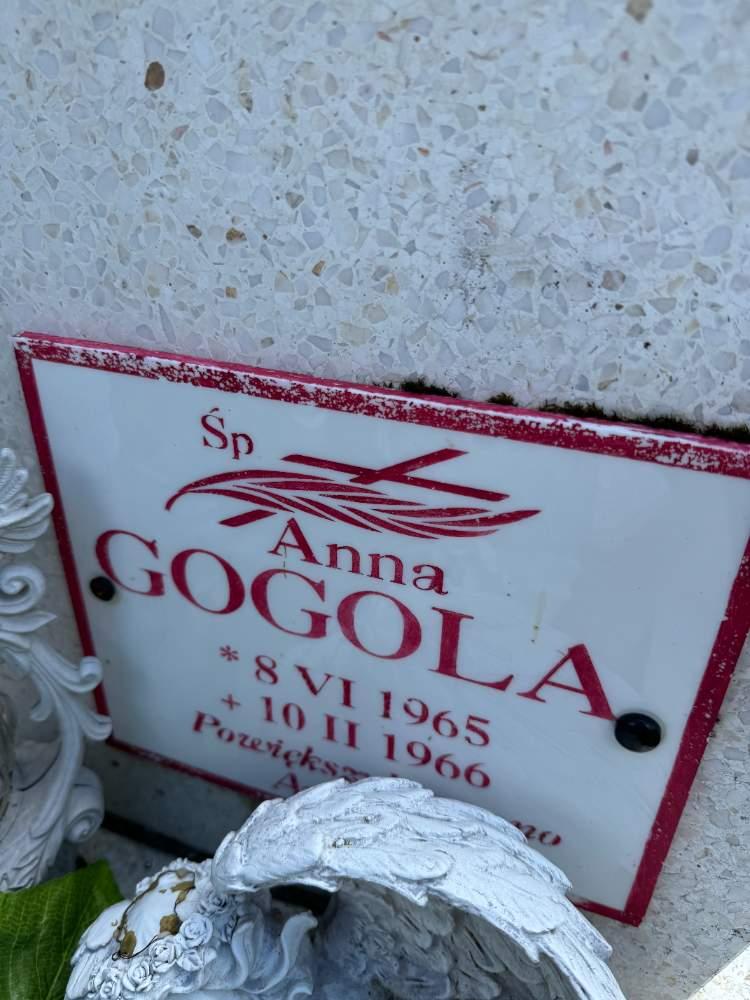 Śp
Anna
GOGOLA
* 8 VI 1965
+ 10 II 1966